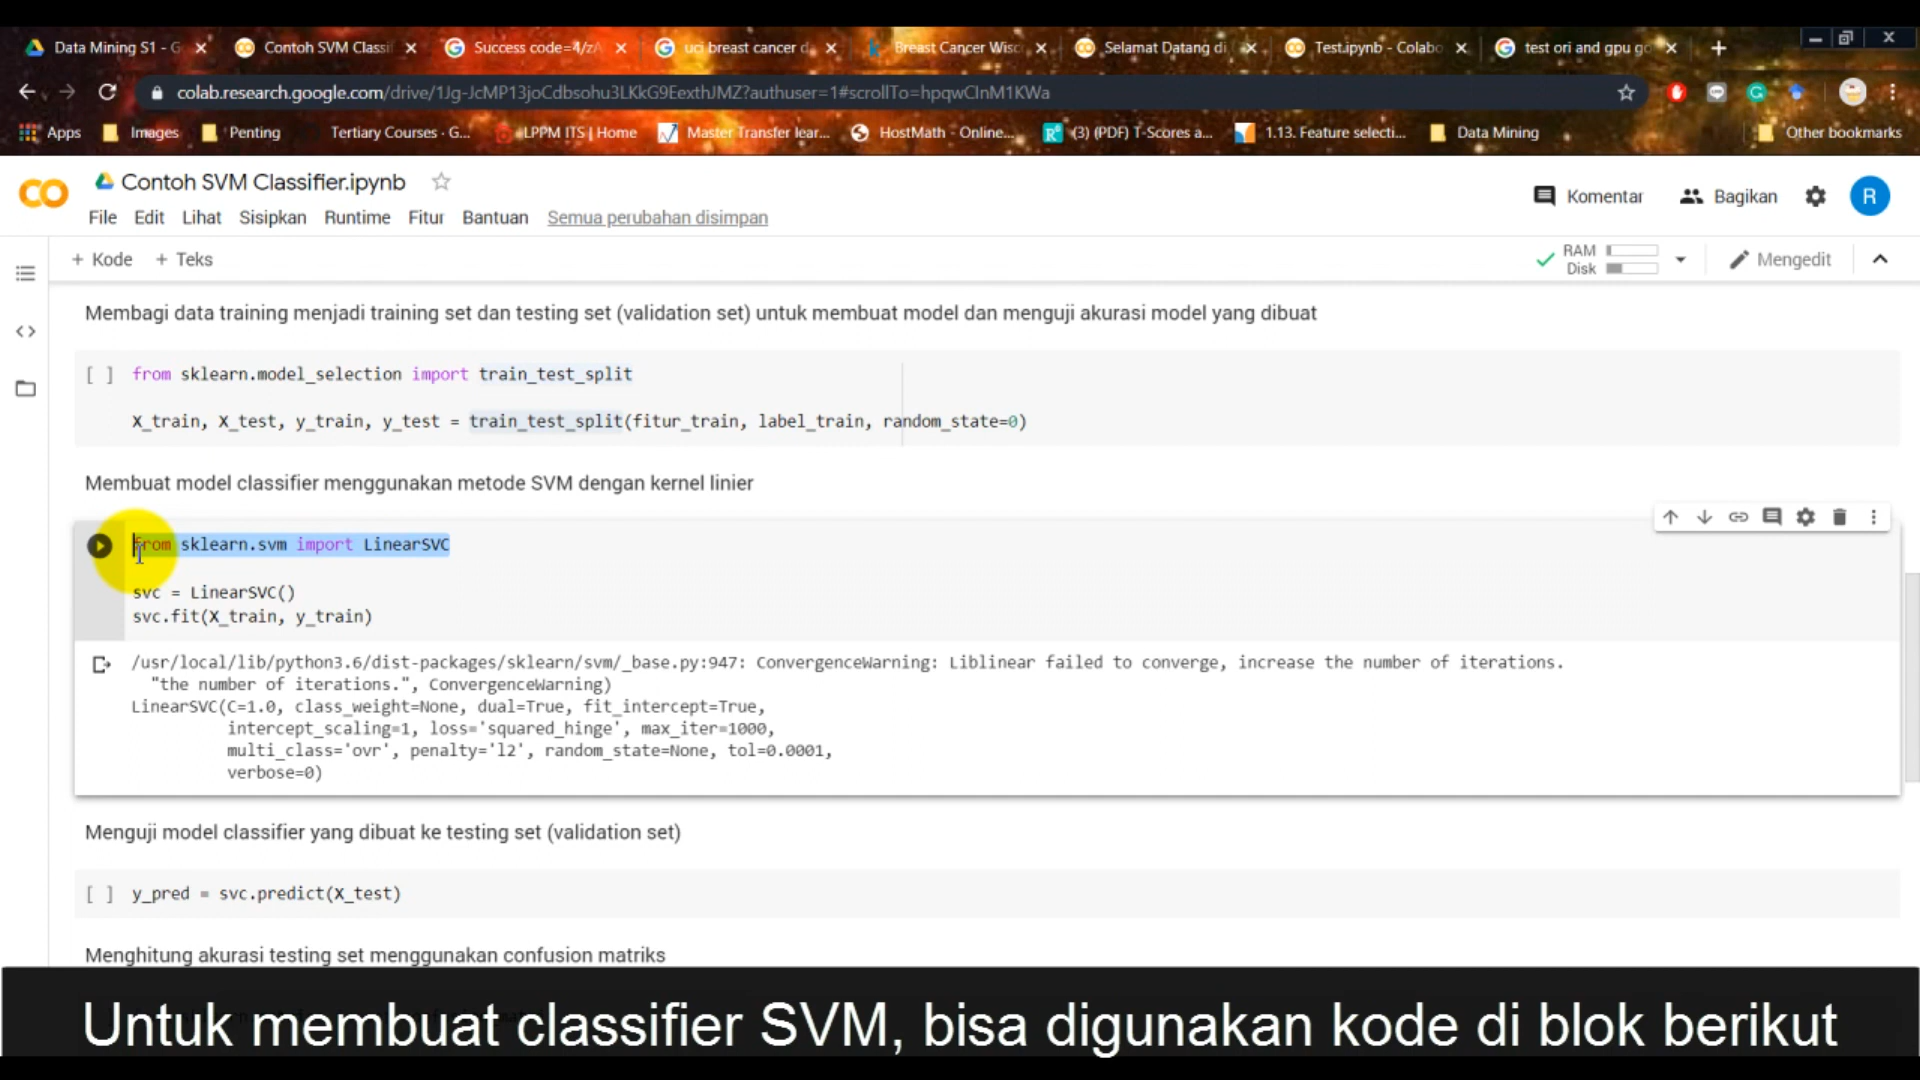 Data Mining S1 - G
Contoh SVM Classif
Success code=4/zA
uci breast cancer d
Breast Cancer Wisc
Selamat Datang di
Test.ipynb - Colabo
test ori and gpu go
colab.research.google.com/drive/1Jg-JcMP13joCdbsohu3LKkG9EexthJMZ?authuser=1#scrollTo=hpqwCInM1KWa
Apps
Images
Penting
Tertiary Courses - G...
LPPM ITS | Home
Master Transfer lear...
HostMath - Online...
(3) (PDF) T-Scores a...
1.13. Feature selecti...
Data Mining
Other bookmarks
CO
Contoh SVM Classifier.ipynb
Komentar
Bagikan
R
File Edit Lihat Sisipkan Runtime Fitur Bantuan Semua perubahan disimpan
+ Kode + Teks
RAM
Disk
Mengedit
Membagi data training menjadi training set dan testing set (validation set) untuk membuat model dan menguji akurasi model yang dibuat
[ ] from sklearn.model_selection import train_test_split
X_train, X_test, y_train, y_test = train_test_split(fitur_train, label_train, random_state=0)
Membuat model classifier menggunakan metode SVM dengan kernel linier
from sklearn.svm import LinearSVC
svc = LinearSVC()
svc.fit(X_train, y_train)
/usr/local/lib/python3.6/dist-packages/sklearn/svm/_base.py:947: ConvergenceWarning: Liblinear failed to converge, increase the number of iterations.
"the number of iterations.", ConvergenceWarning)
LinearSVC(C=1.0, class_weight=None, dual=True, fit_intercept=True,
intercept_scaling=1, loss='squared_hinge', max_iter=1000,
multi_class='ovr', penalty='l2', random_state=None, tol=0.0001,
verbose=0)
Menguji model classifier yang dibuat ke testing set (validation set)
[ ] y_pred = svc.predict(X_test)
Menghitung akurasi testing set menggunakan confusion matriks
Untuk membuat classifier SVM, bisa digunakan kode di blok berikut